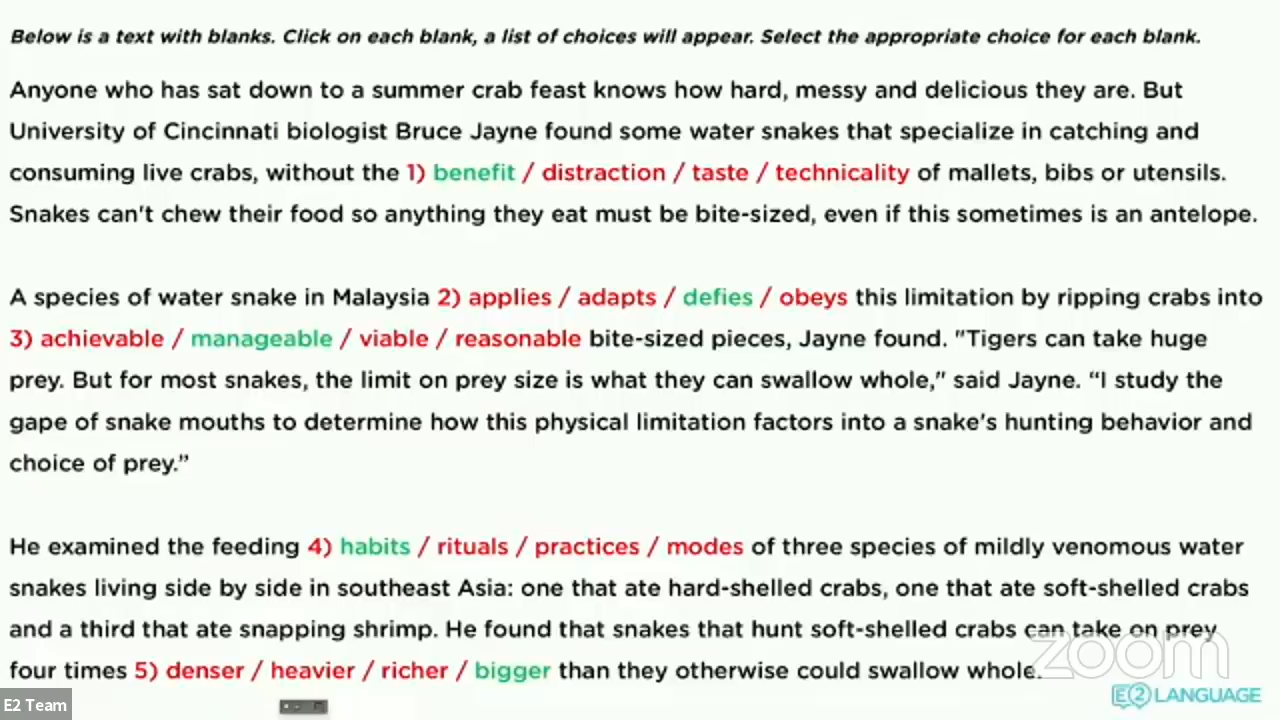 Below is a text with blanks. Click on each blank, a list of choices will appear. Select the appropriate choice for each blank.
Anyone who has sat down to a summer crab feast knows how hard, messy and delicious they are. But
University of Cincinnati biologist Bruce Jayne found some water snakes that specialize in catching and
consuming live crabs, without the 1) benefit / distraction / taste / technicality of mallets, bibs or utensils.
Snakes can't chew their food so anything they eat must be bite-sized, even if this sometimes is an antelope.
A species of water snake in Malaysia 2) applies / adapts / defies / obeys this limitation by ripping crabs into
3) achievable / manageable / viable / reasonable bite-sized pieces, Jayne found. "Tigers can take huge
prey. But for most snakes, the limit on prey size is what they can swallow whole," said Jayne. “I study the
gape of snake mouths to determine how this physical limitation factors into a snake's hunting behavior and
choice of prey.”
He examined the feeding 4) habits / rituals / practices / modes of three species of mildly venomous water
snakes living side by side in southeast Asia: one that ate hard-shelled crabs, one that ate soft-shelled crabs
and a third that ate snapping shrimp. He found that snakes that hunt soft-shelled crabs can take on prey
four times 5) denser / heavier / richer / bigger than they otherwise could swallow whole.
zoom
E2 LANGUAGE
E2 Team